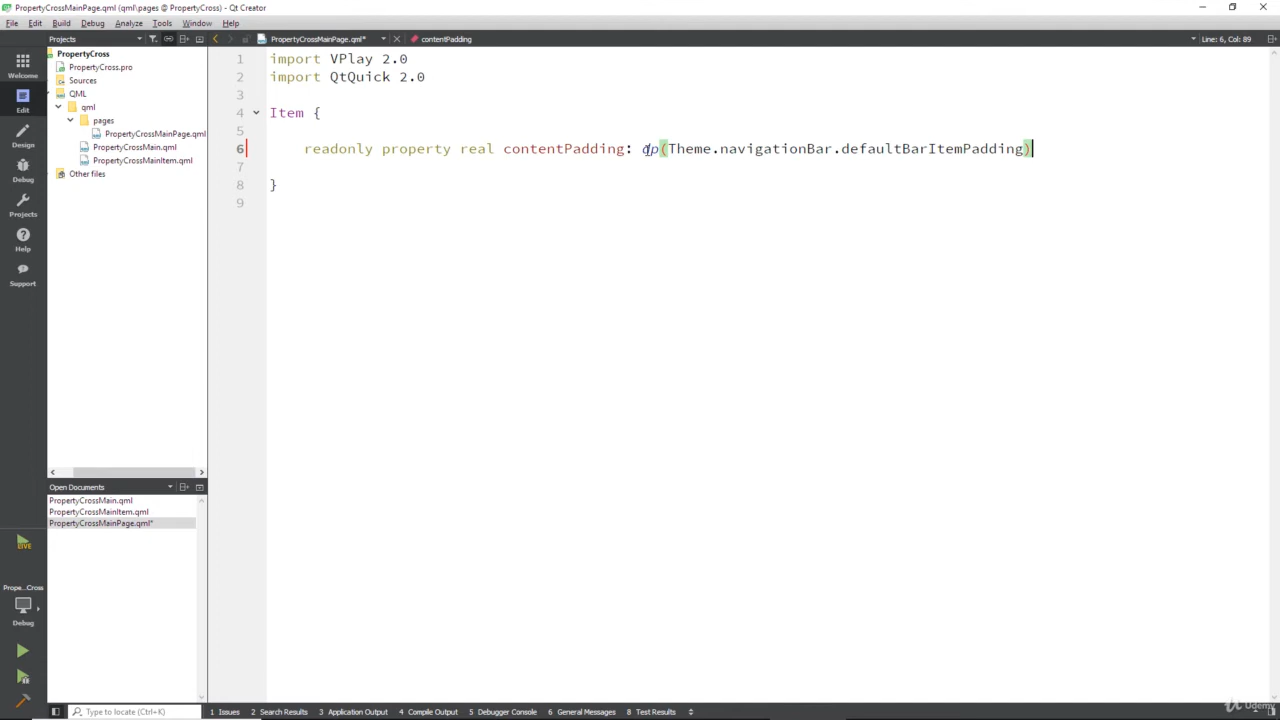 PropertyCrossMainPage.qml (qml\pages @ PropertyCross) - Qt Creator
File Edit Build Debug Analyze Tools Window Help
Projects
PropertyCrossMainPage.qml*
contentPadding
Line: 6, Col: 89
PropertyCross
PropertyCross.pro
Sources
QML
qml
pages
PropertyCrossMainPage.qml
PropertyCrossMain.qml
PropertyCrossMainItem.qml
Other files
Welcome
Edit
Design
Debug
Projects
Help
Support
1 import VPlay 2.0
2 import QtQuick 2.0
3
4 Item {
5
6 readonly property real contentPadding: dp(Theme.navigationBar.defaultBarItemPadding)
7
8 }
9
Open Documents
PropertyCrossMain.qml
PropertyCrossMainItem.qml
PropertyCrossMainPage.qml*
LIVE
Prope...Cross
Debug
Type to locate (Ctrl+K)
1 Issues 2 Search Results 3 Application Output 4 Compile Output 5 Debugger Console 6 General Messages 8 Test Results
Udemy